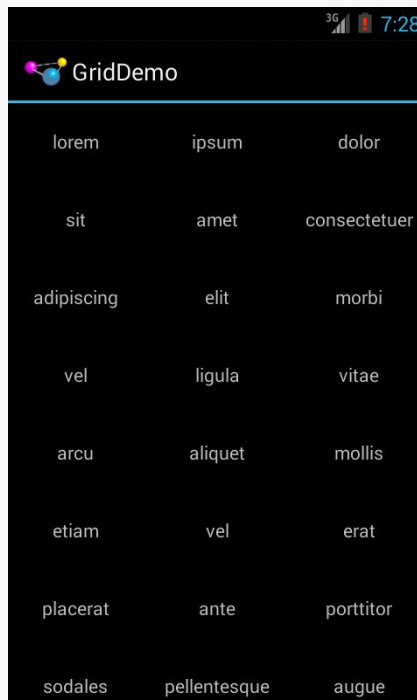 3G 7:28
GridDemo
lorem ipsum dolor
sit amet consectetuer
adipiscing elit morbi
vel ligula vitae
arcu aliquet mollis
etiam vel erat
placerat ante porttitor
sodales pellentesque augue